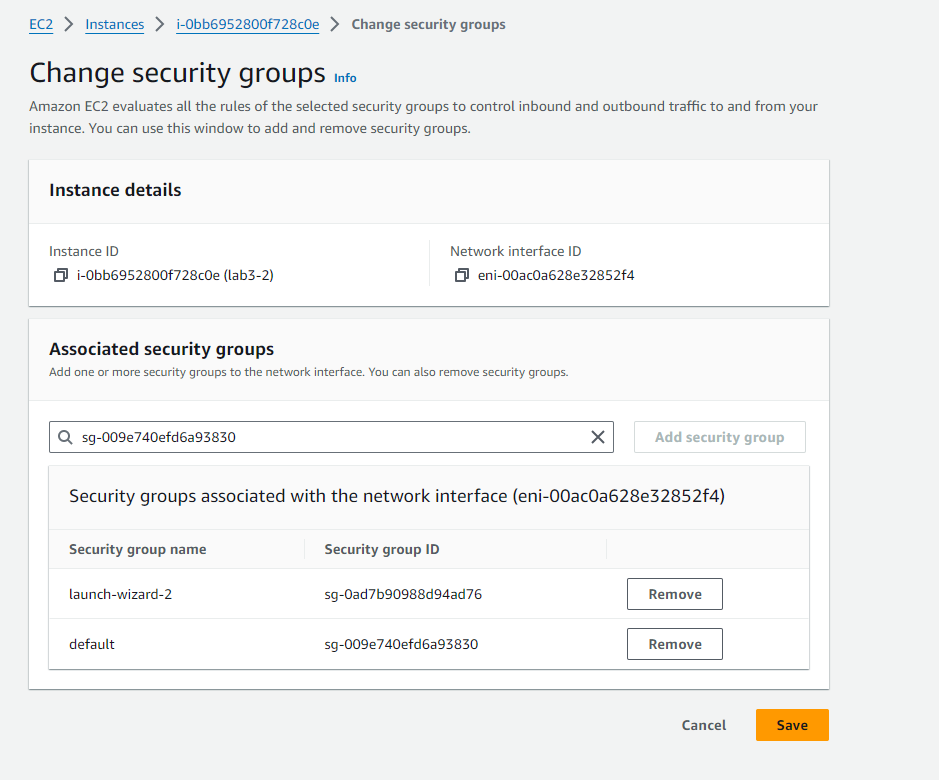 EC2 > Instances > i-0bb6952800f728c0e > Change security groups
Change security groups Info
Amazon EC2 evaluates all the rules of the selected security groups to control inbound and outbound traffic to and from your
instance. You can use this window to add and remove security groups.
Instance details
Instance ID
i-0bb6952800f728c0e (lab3-2)
Network interface ID
eni-00ac0a628e32852f4
Associated security groups
Add one or more security groups to the network interface. You can also remove security groups.
sg-009e740efd6a93830
Add security group
Security groups associated with the network interface (eni-00ac0a628e32852f4)
Security group name Security group ID
launch-wizard-2 sg-0ad7b90988d94ad76 Remove
default sg-009e740efd6a93830 Remove
Cancel Save